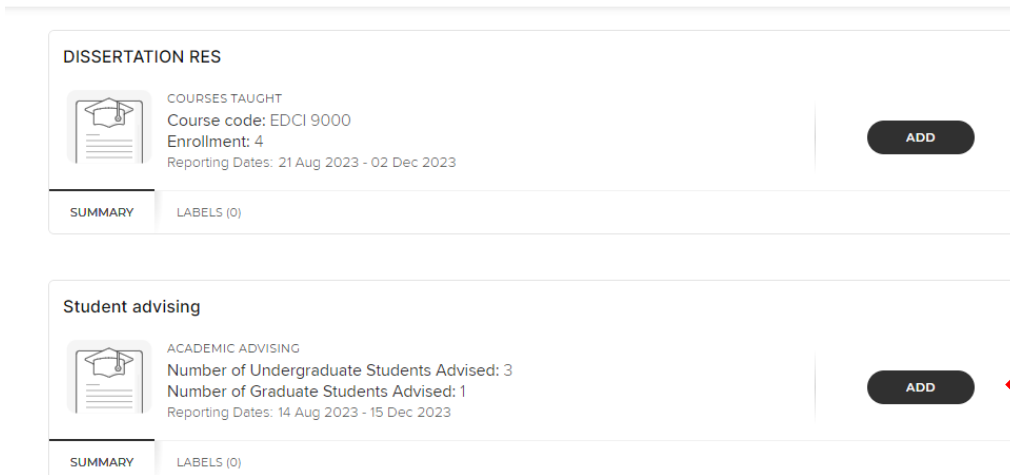 DISSERTATION RES
COURSES TAUGHT
Course code: EDCI 9000
Enrollment: 4
Reporting Dates: 21 Aug 2023 - 02 Dec 2023
ADD
SUMMARY LABELS (0)
Student advising
ACADEMIC ADVISING
Number of Undergraduate Students Advised: 3
Number of Graduate Students Advised: 1
Reporting Dates: 14 Aug 2023 - 15 Dec 2023
ADD
SUMMARY LABELS (0)